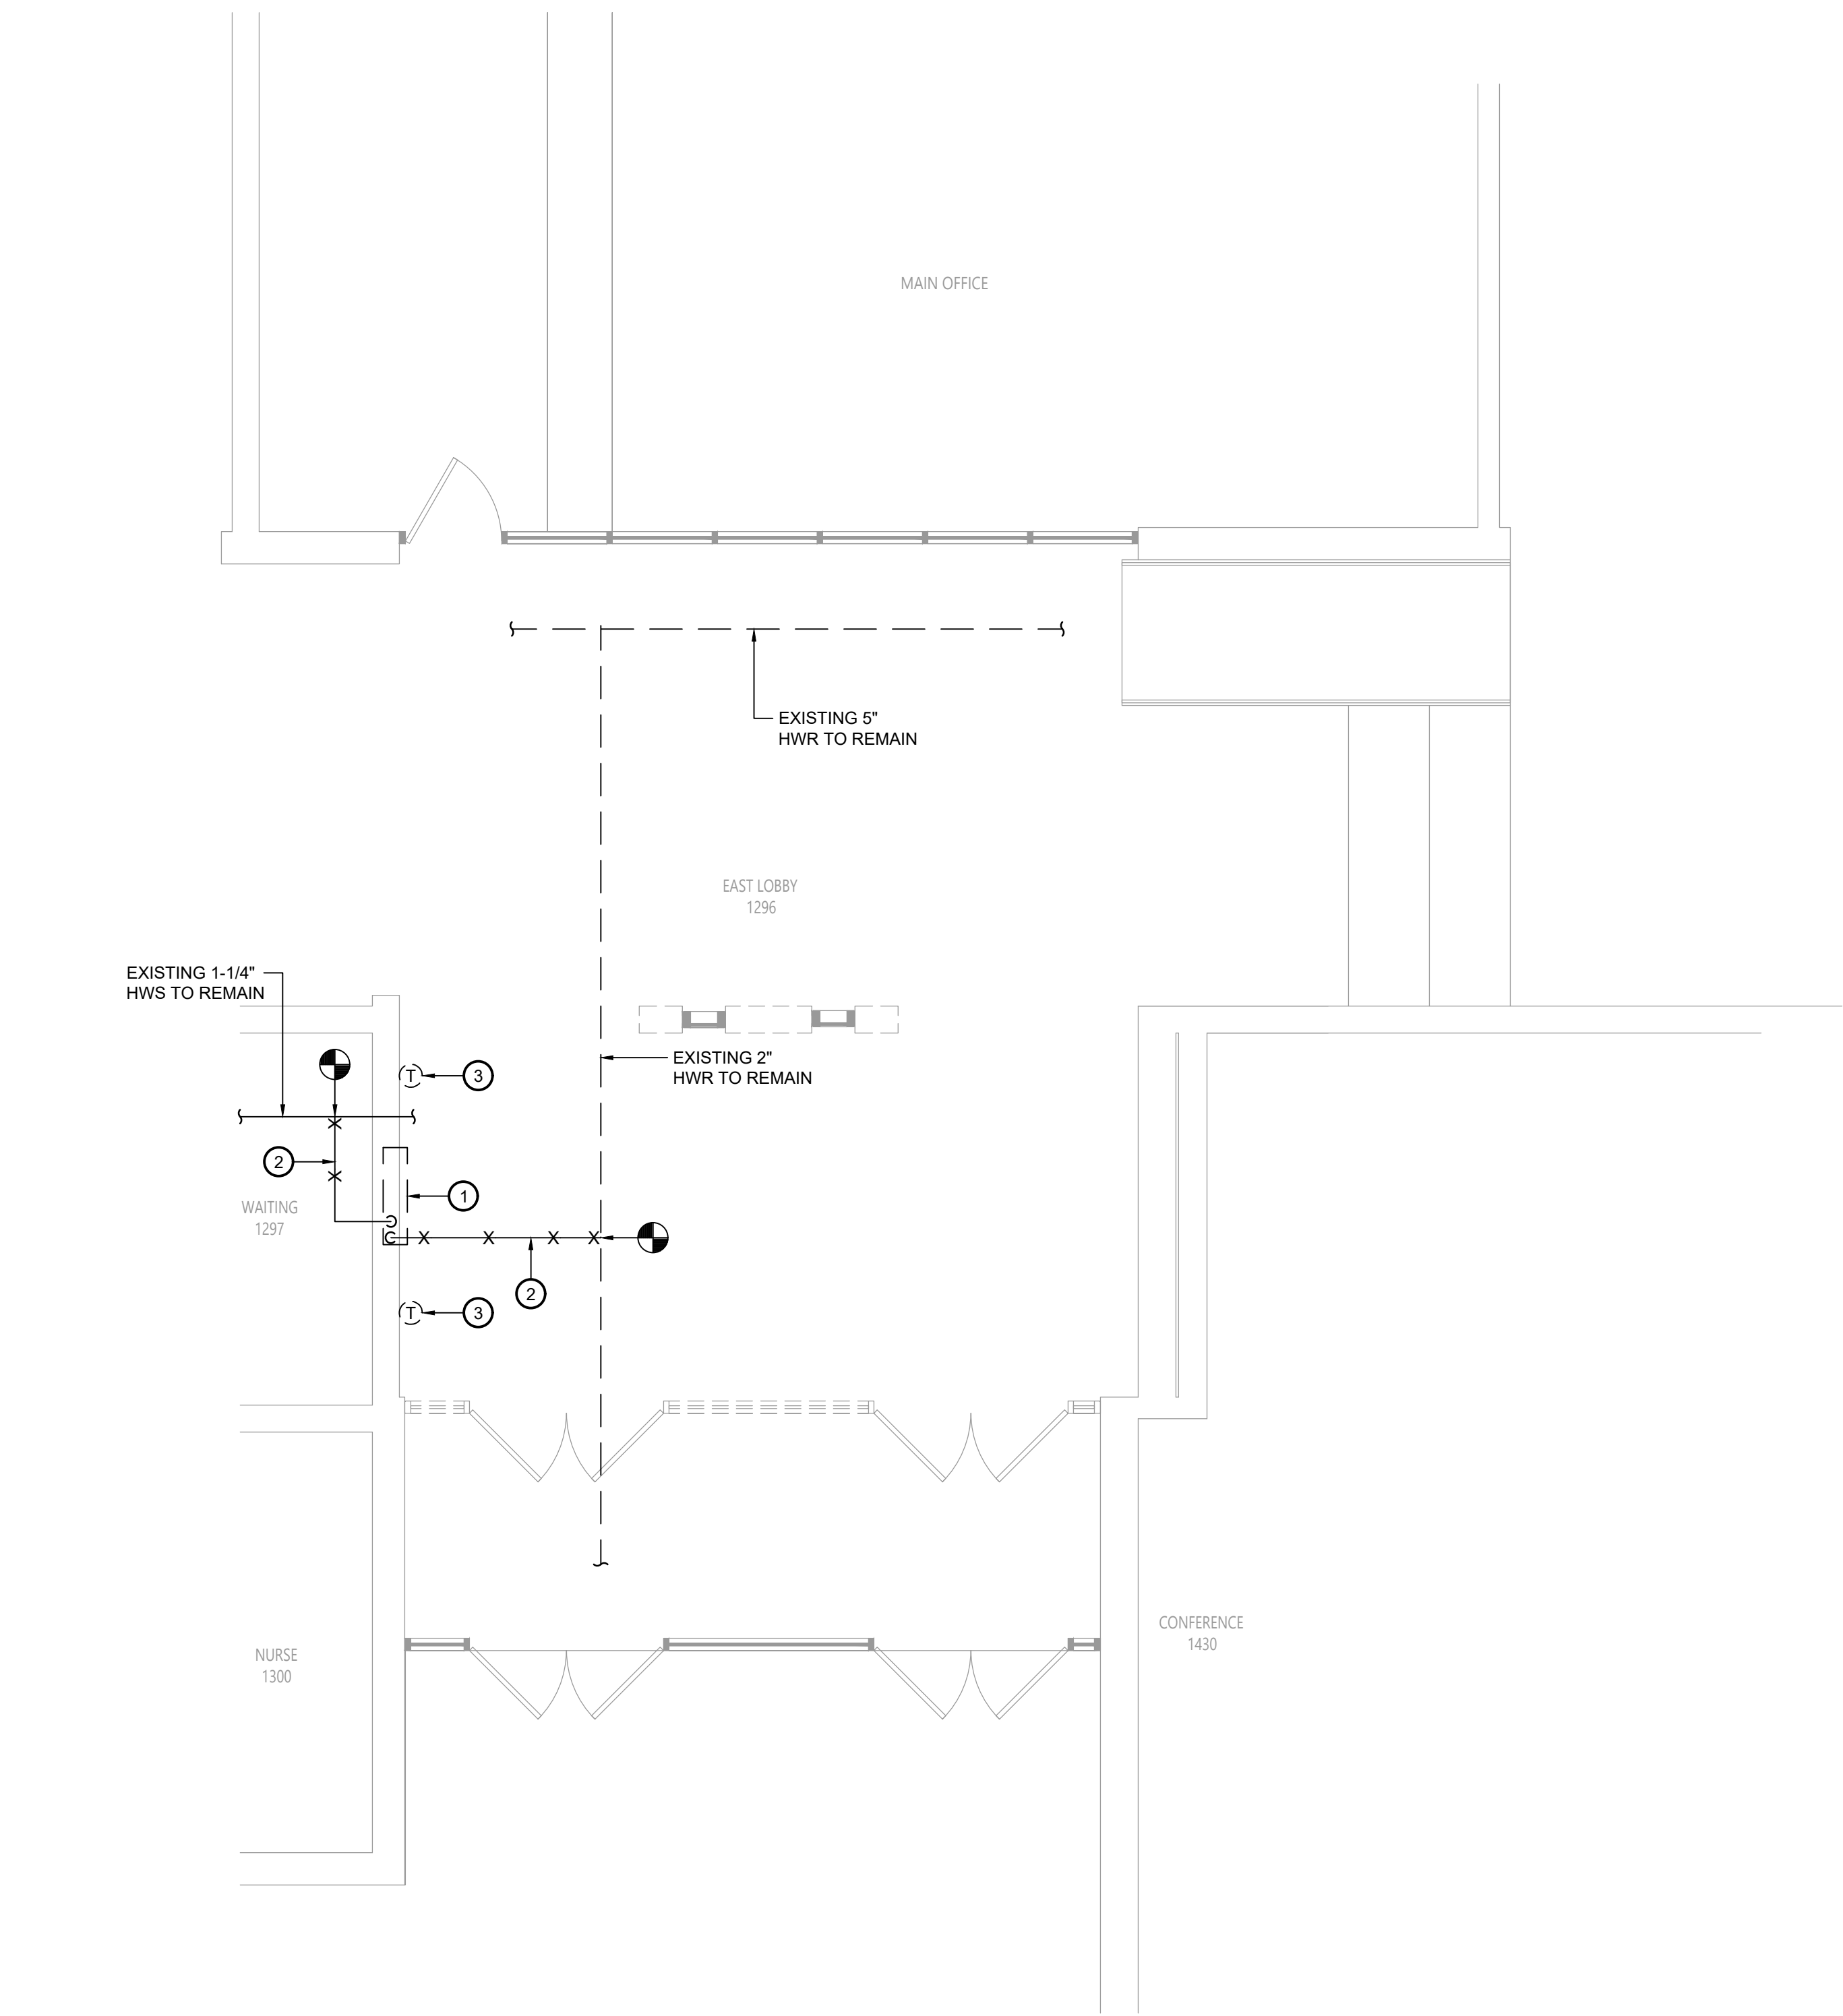 MAIN OFFICE
EXISTING 5"
HWR TO REMAIN
EAST LOBBY
1296
EXISTING 1-1/4"
HWS TO REMAIN
EXISTING 2"
HWR TO REMAIN
T
3
2
1
WAITING
1297
X
X
C
C
X
X
X
X
2
T
3
CONFERENCE
1430
NURSE
1300